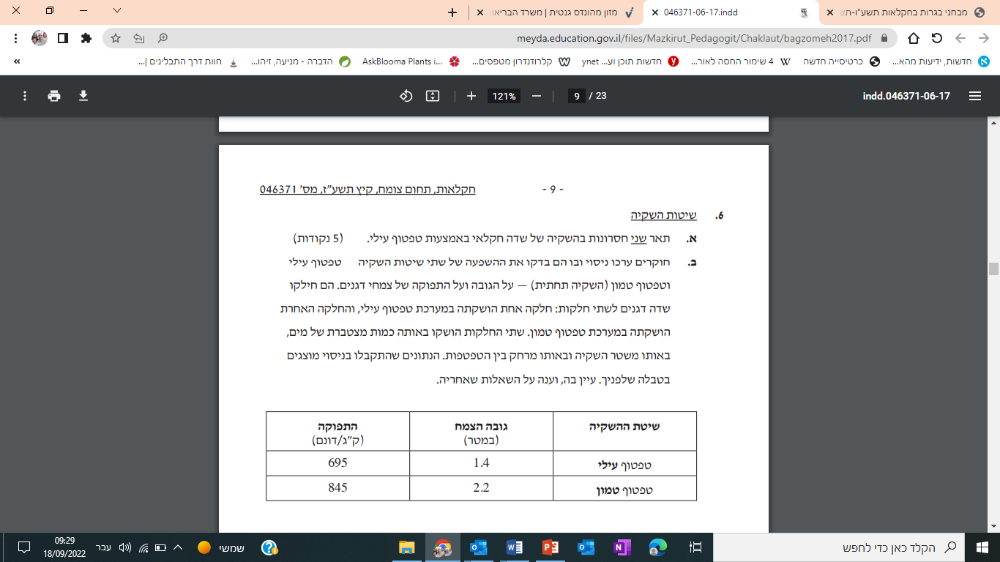 מבחני בגרות בחקלאות תשע"ו-תש
046371-06-17.indd
מזון מהונדס גנטית | משרד הבריאות
meyda.education.gov.il/files/Mazkirut_Pedagogit/Chaklaut/bagzomeh2017.pdf
חדשות, ידיעות מהא...
כרטיסייה חדשה
4 שימור החסה לאור...
חדשות תוכן וע... ynet
קלרודנדרון מטפסים...
AskBlooma Plants i...
הדברה - מניעה, זיהו...
חוות דרך התבלינים |...
indd.046371-06-17
9 / 23
121%
- 9 -
חקלאות, תחום צומח, קיץ תשע"ז, מס' 046371
6. שיטות השקיה
א. תאר שני חסרונות בהשקיה של שדה חקלאי באמצעות טפטוף עילי. (5 נקודות)
ב. חוקרים ערכו ניסוי ובו הם בדקו את ההשפעה של שתי שיטות השקיה טפטוף עילי
וטפטוף טמון (השקיה תחתית) — על הגובה ועל התפוקה של צמחי דגנים. הם חילקו
שדה דגנים לשתי חלקות: חלקה אחת הושקתה במערכת טפטוף עילי, והחלקה האחרת
הושקתה במערכת טפטוף טמון. שתי החלקות הושקו באותה כמות מצטברת של מים,
באותו משטר השקיה ובאותו מרחק בין הטפטפות. הנתונים שהתקבלו בניסוי מוצגים
בטבלה שלפניך. עיין בה, וענה על השאלות שאחריה.
שיטת ההשקיה גובה הצמח התפוקה
(במטר) (ק"ג/דונם)
טפטוף עילי 1.4 695
טפטוף טמון 2.2 845
הקלד כאן כדי לחפש
שמשי
עבר
09:29
18/09/2022